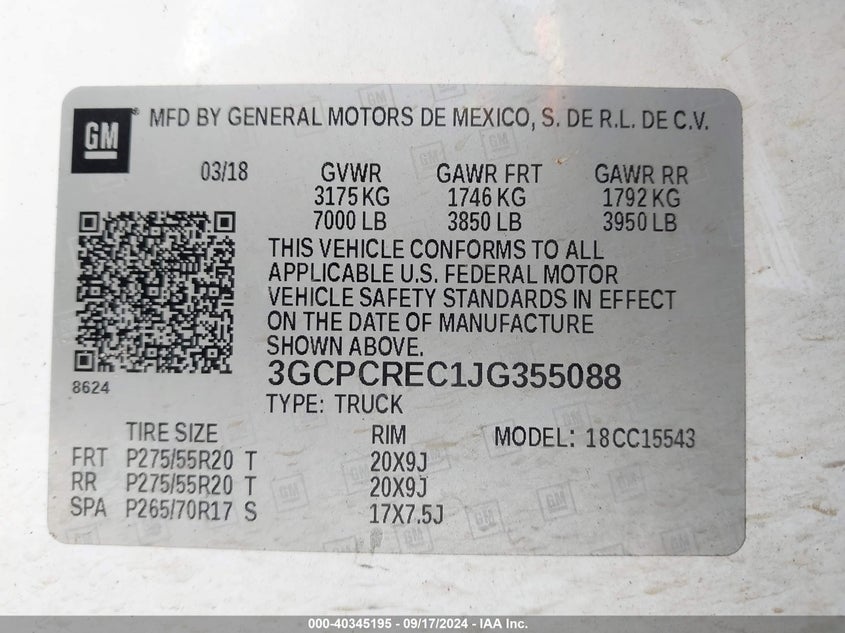 GM
MFD BY GENERAL MOTORS DE MEXICO, S. DE R.L. DE C.V.
03/18 GVWR GAWR FRT GAWR RR
3175 KG 1746 KG 1792 KG
7000 LB 3850 LB 3950 LB
THIS VEHICLE CONFORMS TO ALL
APPLICABLE U.S. FEDERAL MOTOR
VEHICLE SAFETY STANDARDS IN EFFECT
ON THE DATE OF MANUFACTURE
SHOWN ABOVE.
8624
3GCPCREC1JG355088
TYPE: TRUCK
TIRE SIZE RIM MODEL: 18CC15543
FRT P275/55R20 T 20X9J
RR P275/55R20 T 20X9J
SPA P265/70R17 S 17X7.5J
000-40345195 - 09/17/2024 - IAA Inc.